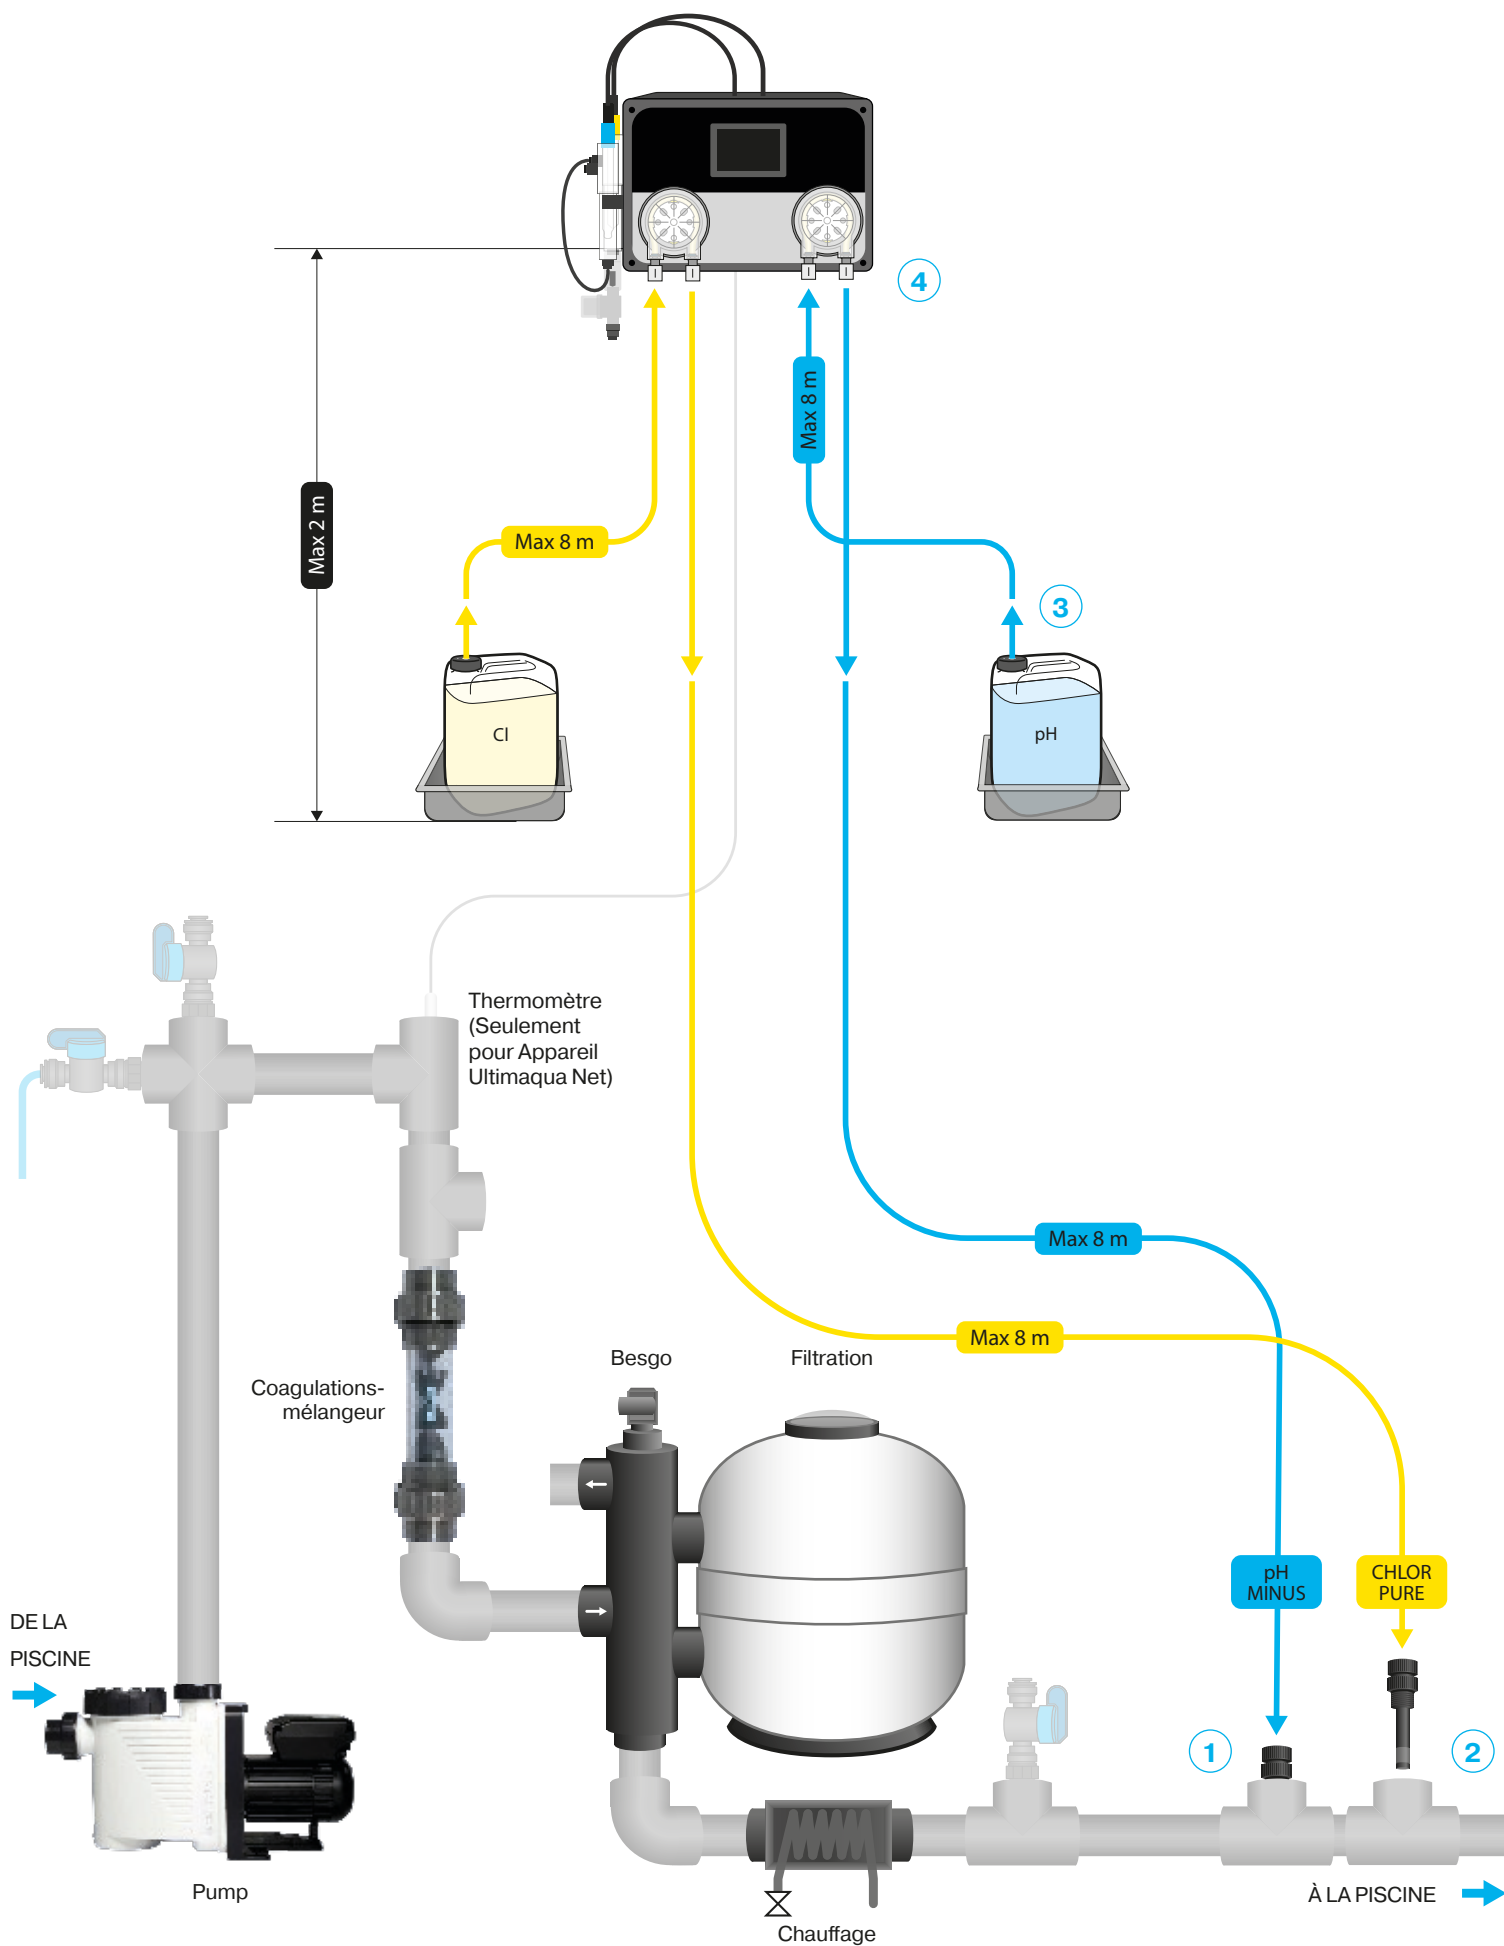 4
Max 8 m
Max 2 m
Max 8 m
3
Cl
pH
Thermomètre
(Seulement
pour Appareil
Ultimaqua Net)
Max 8 m
Max 8 m
Besgo
Filtration
Coagulations-
mélangeur
pH
MINUS
CHLOR
PURE
DE LA
PISCINE
1
2
Pump
À LA PISCINE
Chauffage